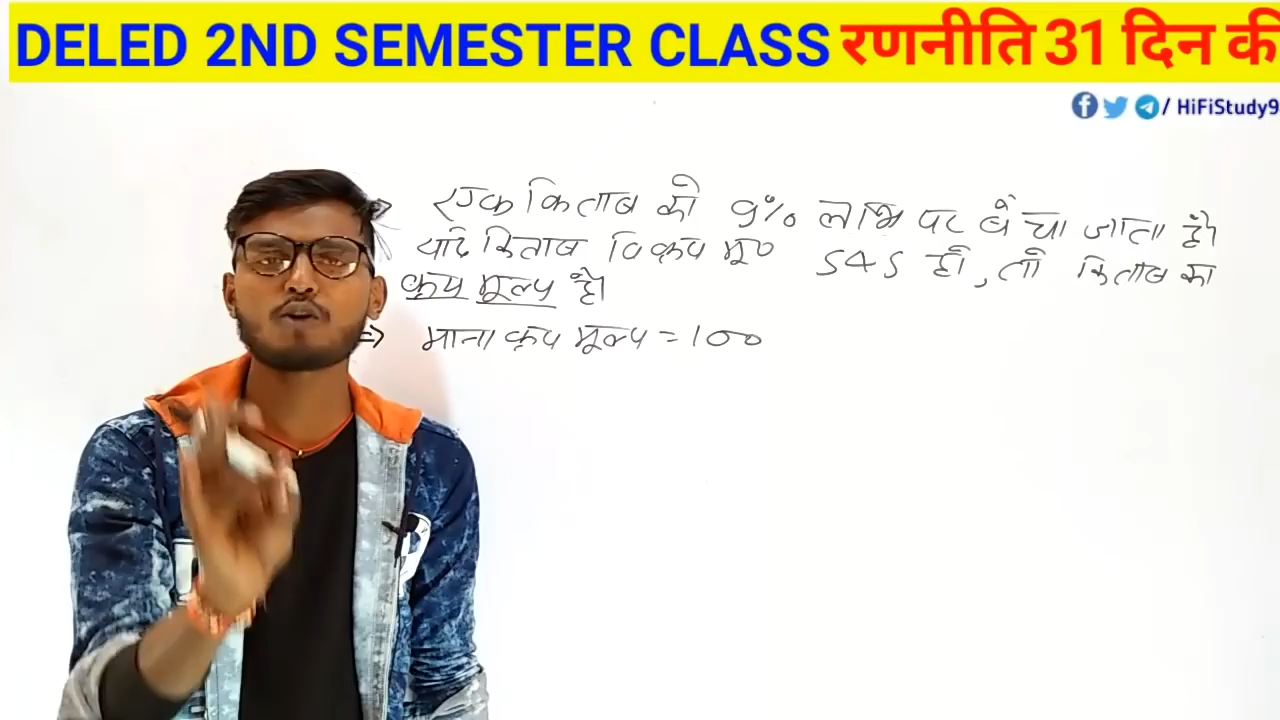 DELED 2ND SEMESTER CLASS रणनीति 31 दिन की
/ HiFiStudy9
एक किताब को 9% लाभ पर बेचा जाता है।
यदि किताब विक्रय मू० 545 हो, तो किताब का
क्रय मूल्य है।
⇒ माना क्रय मूल्य = 100